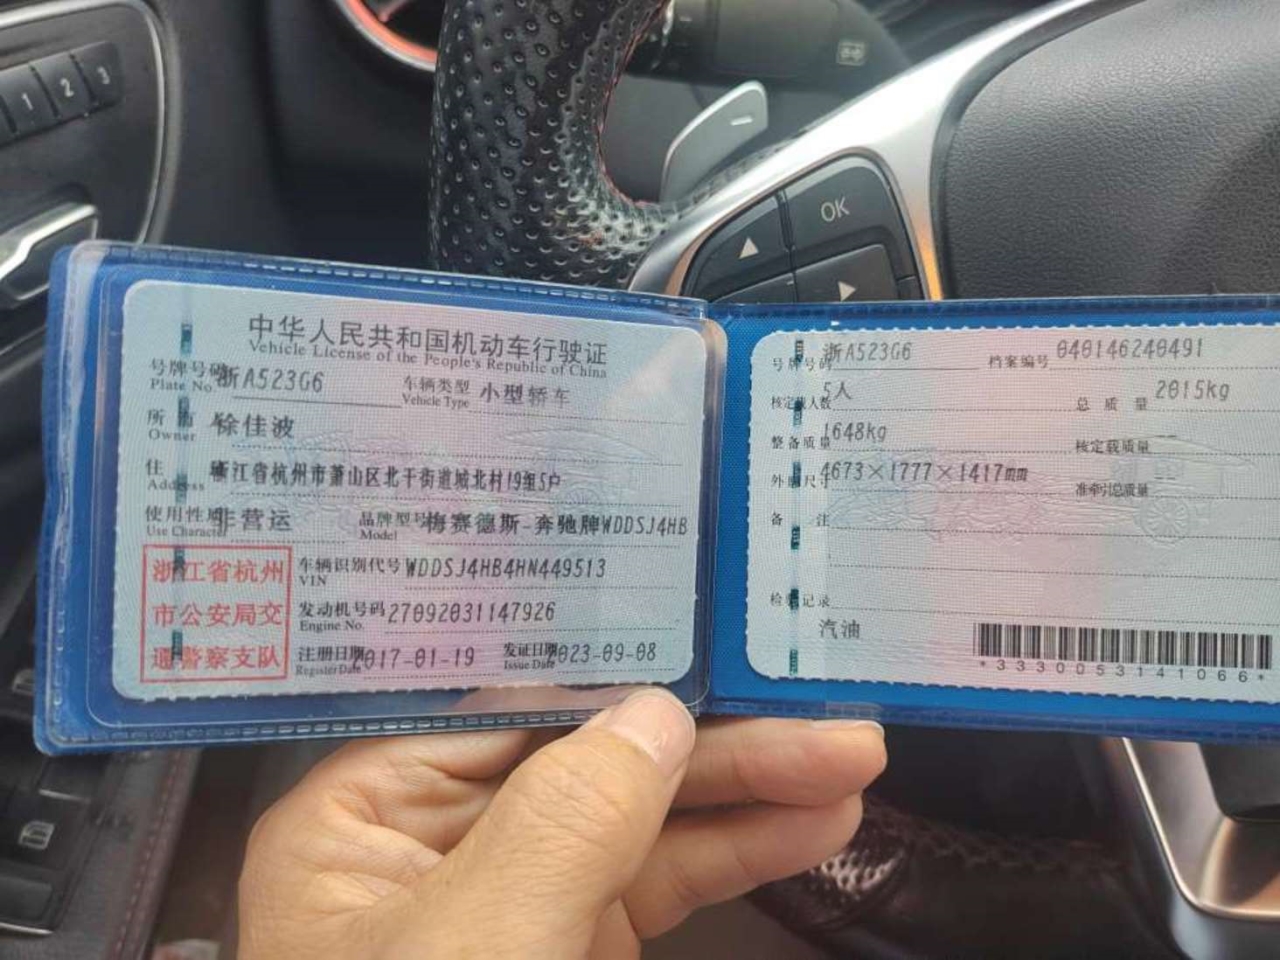 1 2 3
OK
中华人民共和国机动车行驶证
Vehicle License of the People's Republic of China
号牌号码 浙A523G6 车辆类型 小型轿车
Plate No. Vehicle Type
所有 徐佳波
Owner
住 浙江省杭州市萧山区北干街道城北村19组5户
Address
使用性质 非营运 品牌型号 梅赛德斯-奔驰牌WDDSJ4HB
Use Character Model
浙江省杭州
市公安局交
通警察支队
车辆识别代号 WDDSJ4HB4HN449513
VIN
发动机号码 27092031147926
Engine No.
注册日期 017-01-19 发证日期 023-09-08
Register Date Issue Date
号牌号码 浙A523G6 档案编号 040146240491
核定载人数 5人 总质量 2015kg
整备质量 1648kg 核定载质量 --
外廓尺寸 4673×1777×1417mm 准牵引总质量 --
备注
检验记录
汽油
*3330053141066*